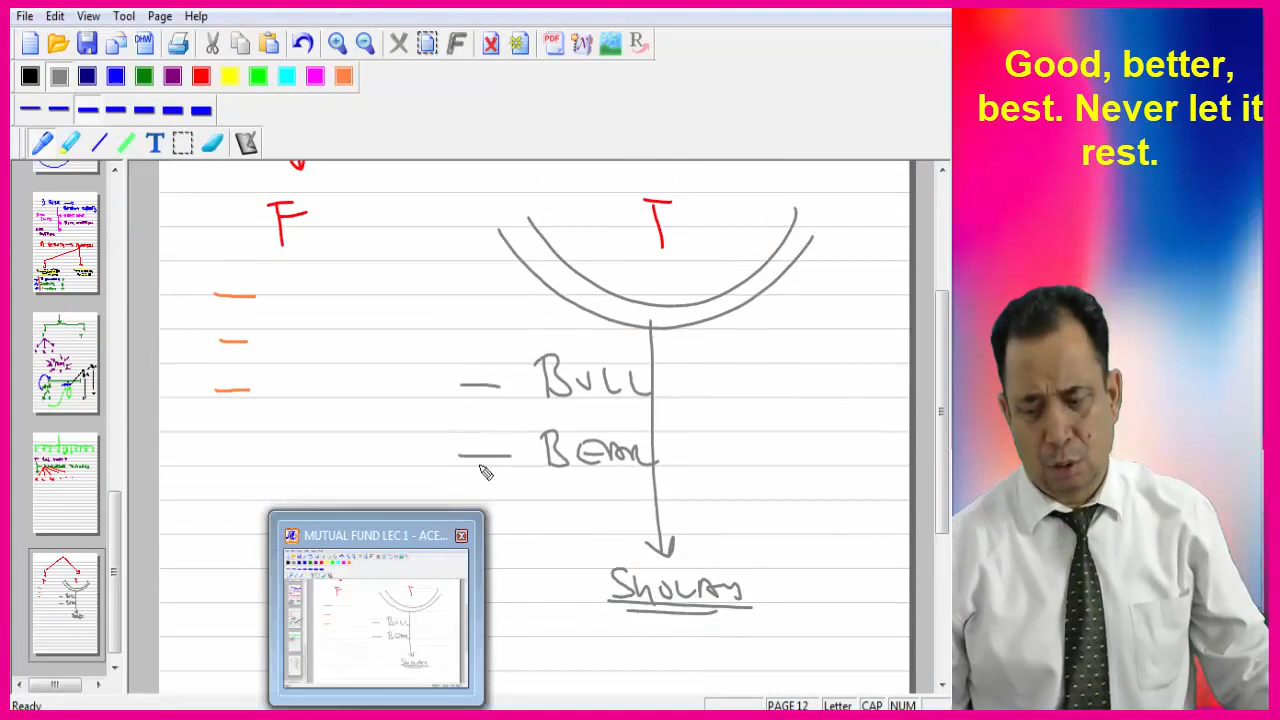 File Edit View Tool Page Help
Good, better,
best. Never let it
rest.
F
T
BULL
BEAR
MUTUAL FUND LEC 1 - ACE...
SHOLAY
Ready
PAGE 12 Letter CAP NUM